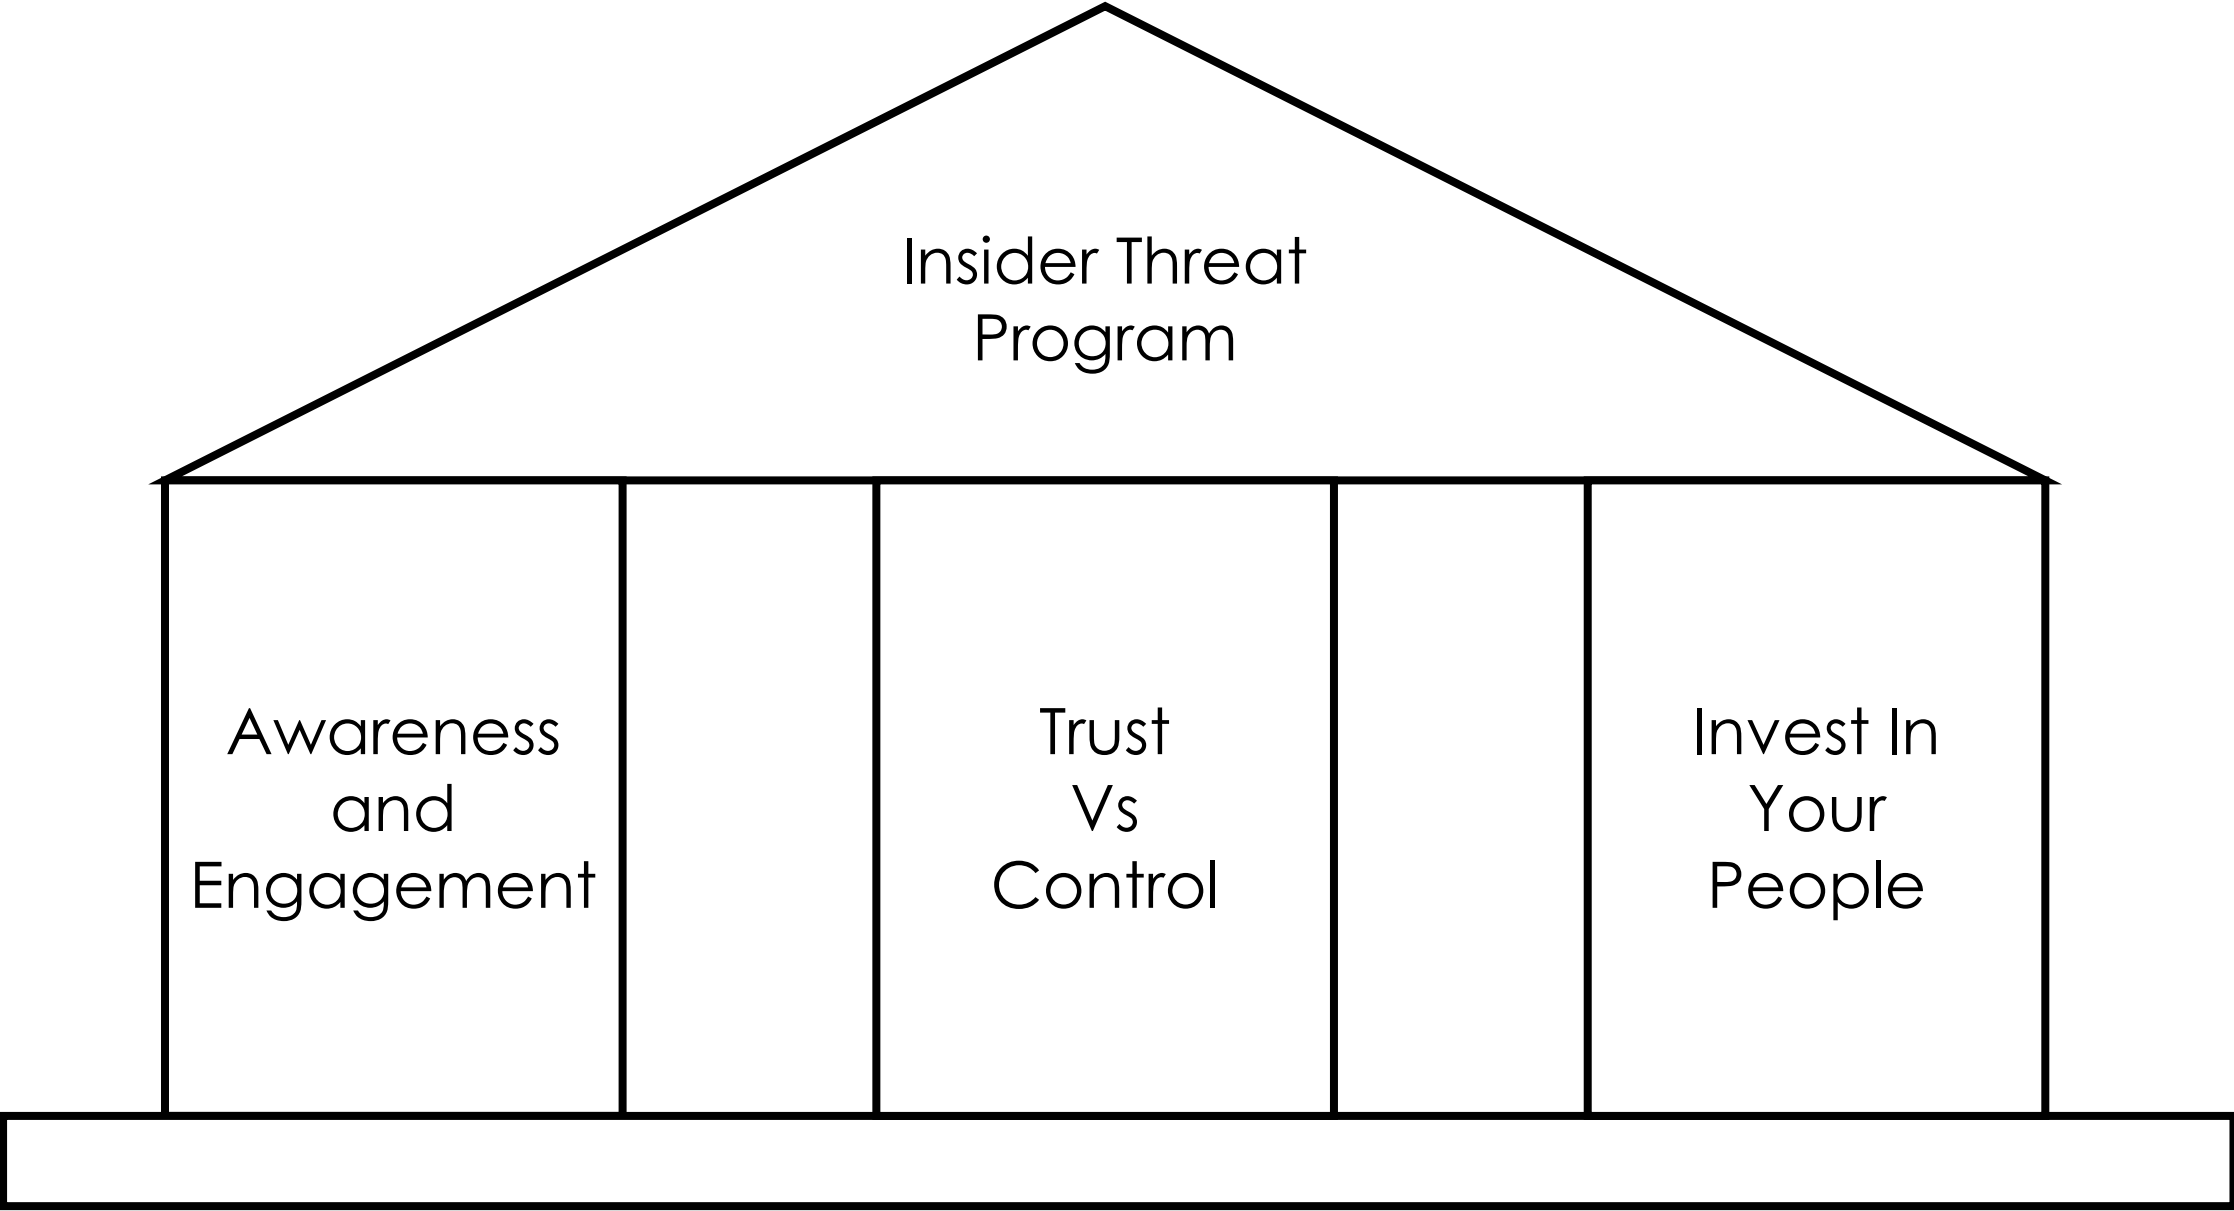 Insider Threat
Program
Awareness
and
Engagement
Trust
Vs
Control
Invest In
Your
People